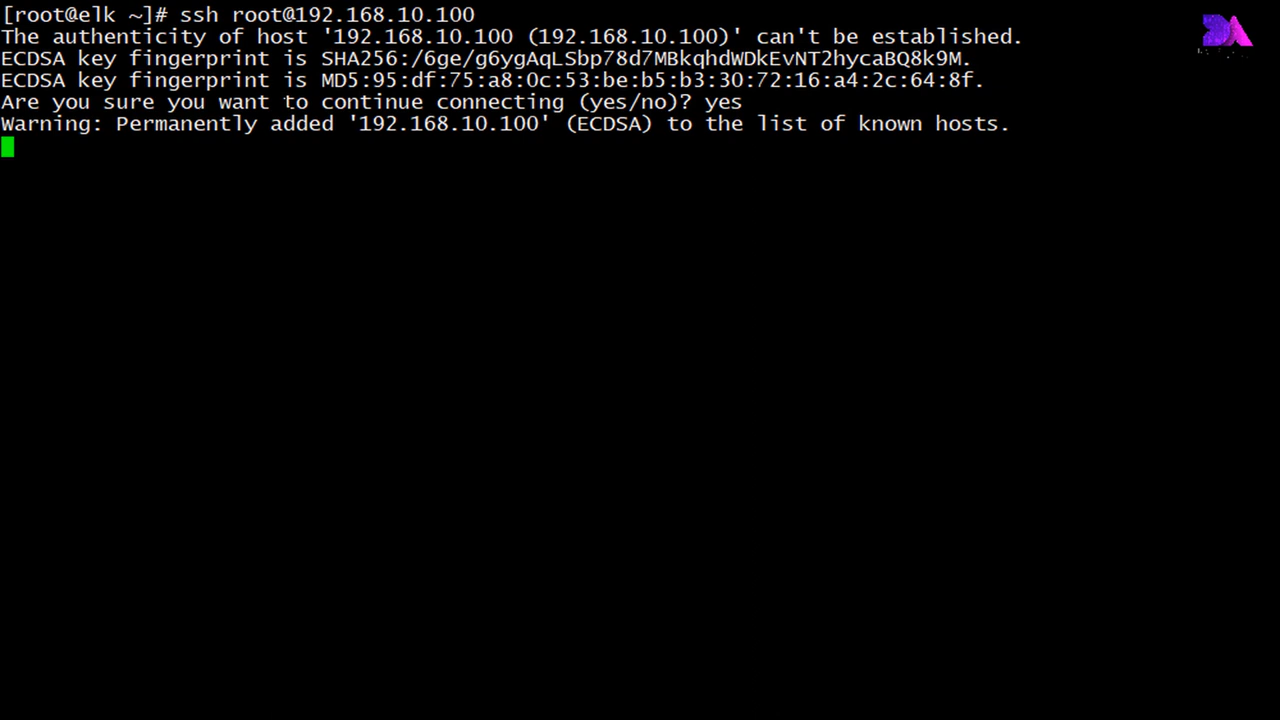 [root@elk ~]# ssh root@192.168.10.100
The authenticity of host '192.168.10.100 (192.168.10.100)' can't be established.
ECDSA key fingerprint is SHA256:/6ge/g6ygAqLSbp78d7MBkqhdWDkEvNT2hycaBQ8k9M.
ECDSA key fingerprint is MD5:95:df:75:a8:0c:53:be:b5:b3:30:72:16:a4:2c:64:8f.
Are you sure you want to continue connecting (yes/no)? yes
Warning: Permanently added '192.168.10.100' (ECDSA) to the list of known hosts.